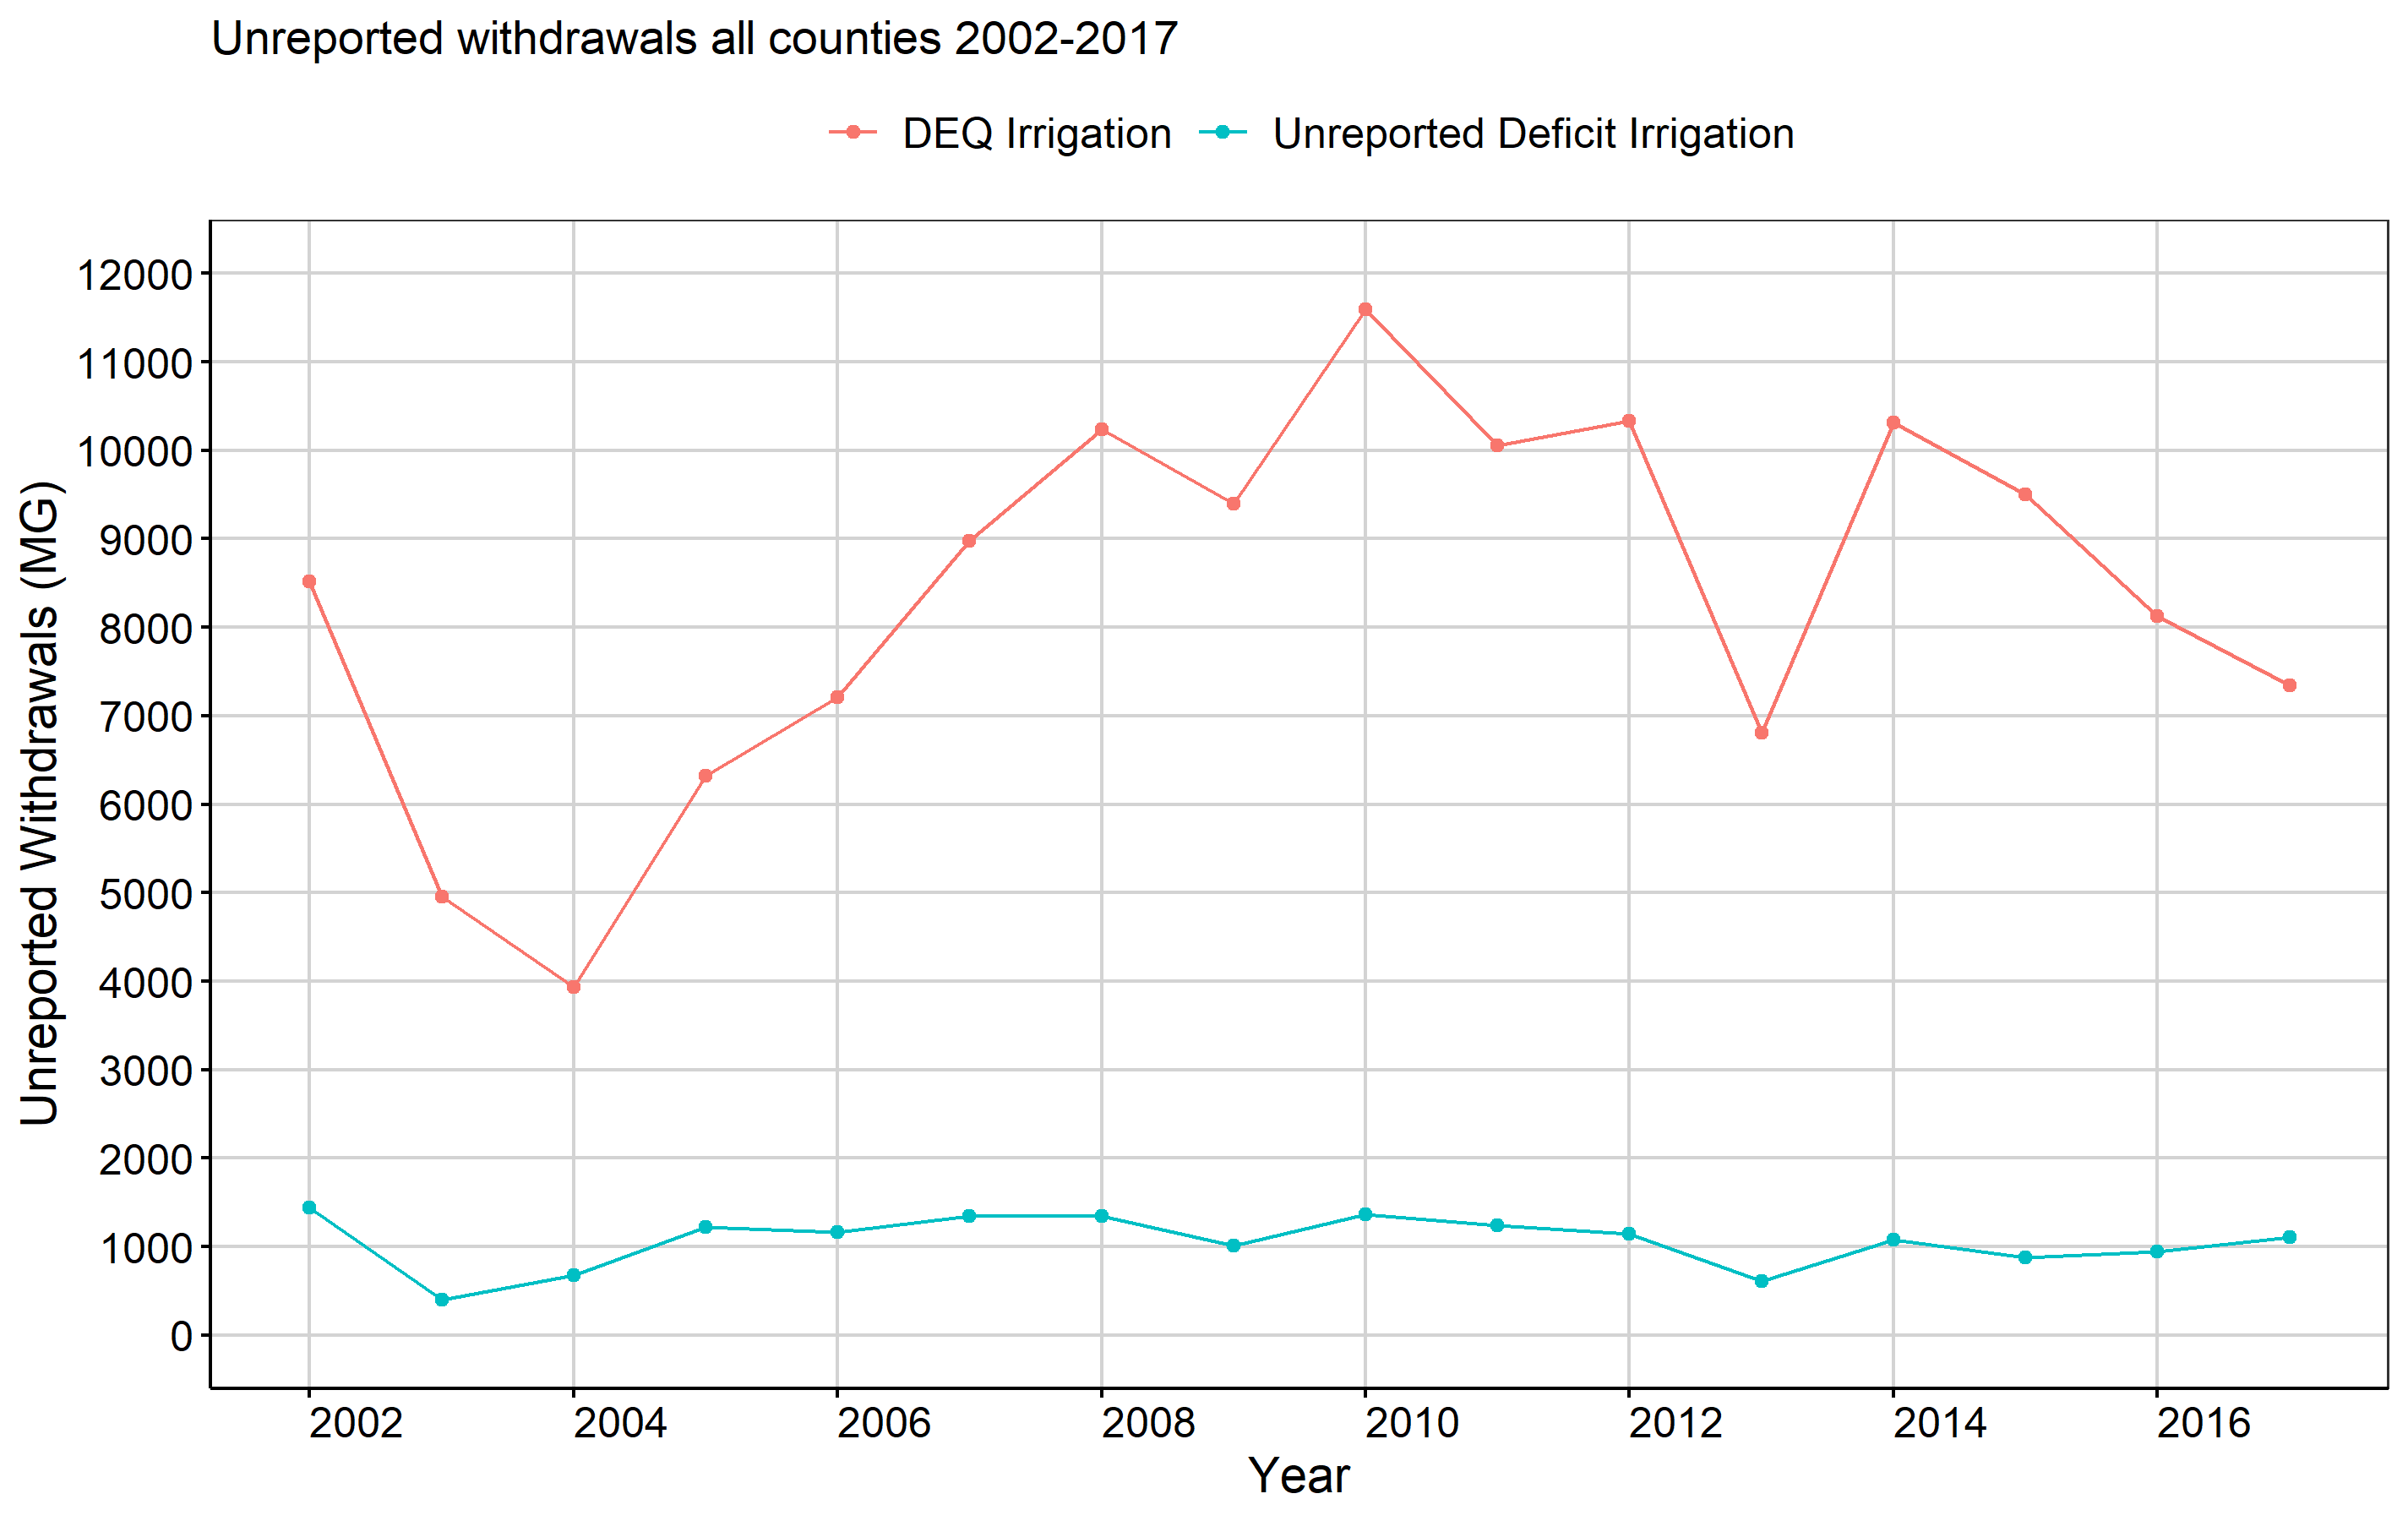 Unreported withdrawals all counties 2002-2017
DEQ Irrigation
Unreported Deficit Irrigation
Unreported Withdrawals (MG)
12000
11000
10000
9000
8000
7000
6000
5000
4000
3000
2000
1000
0
2002 2004 2006 2008 2010 2012 2014 2016
Year